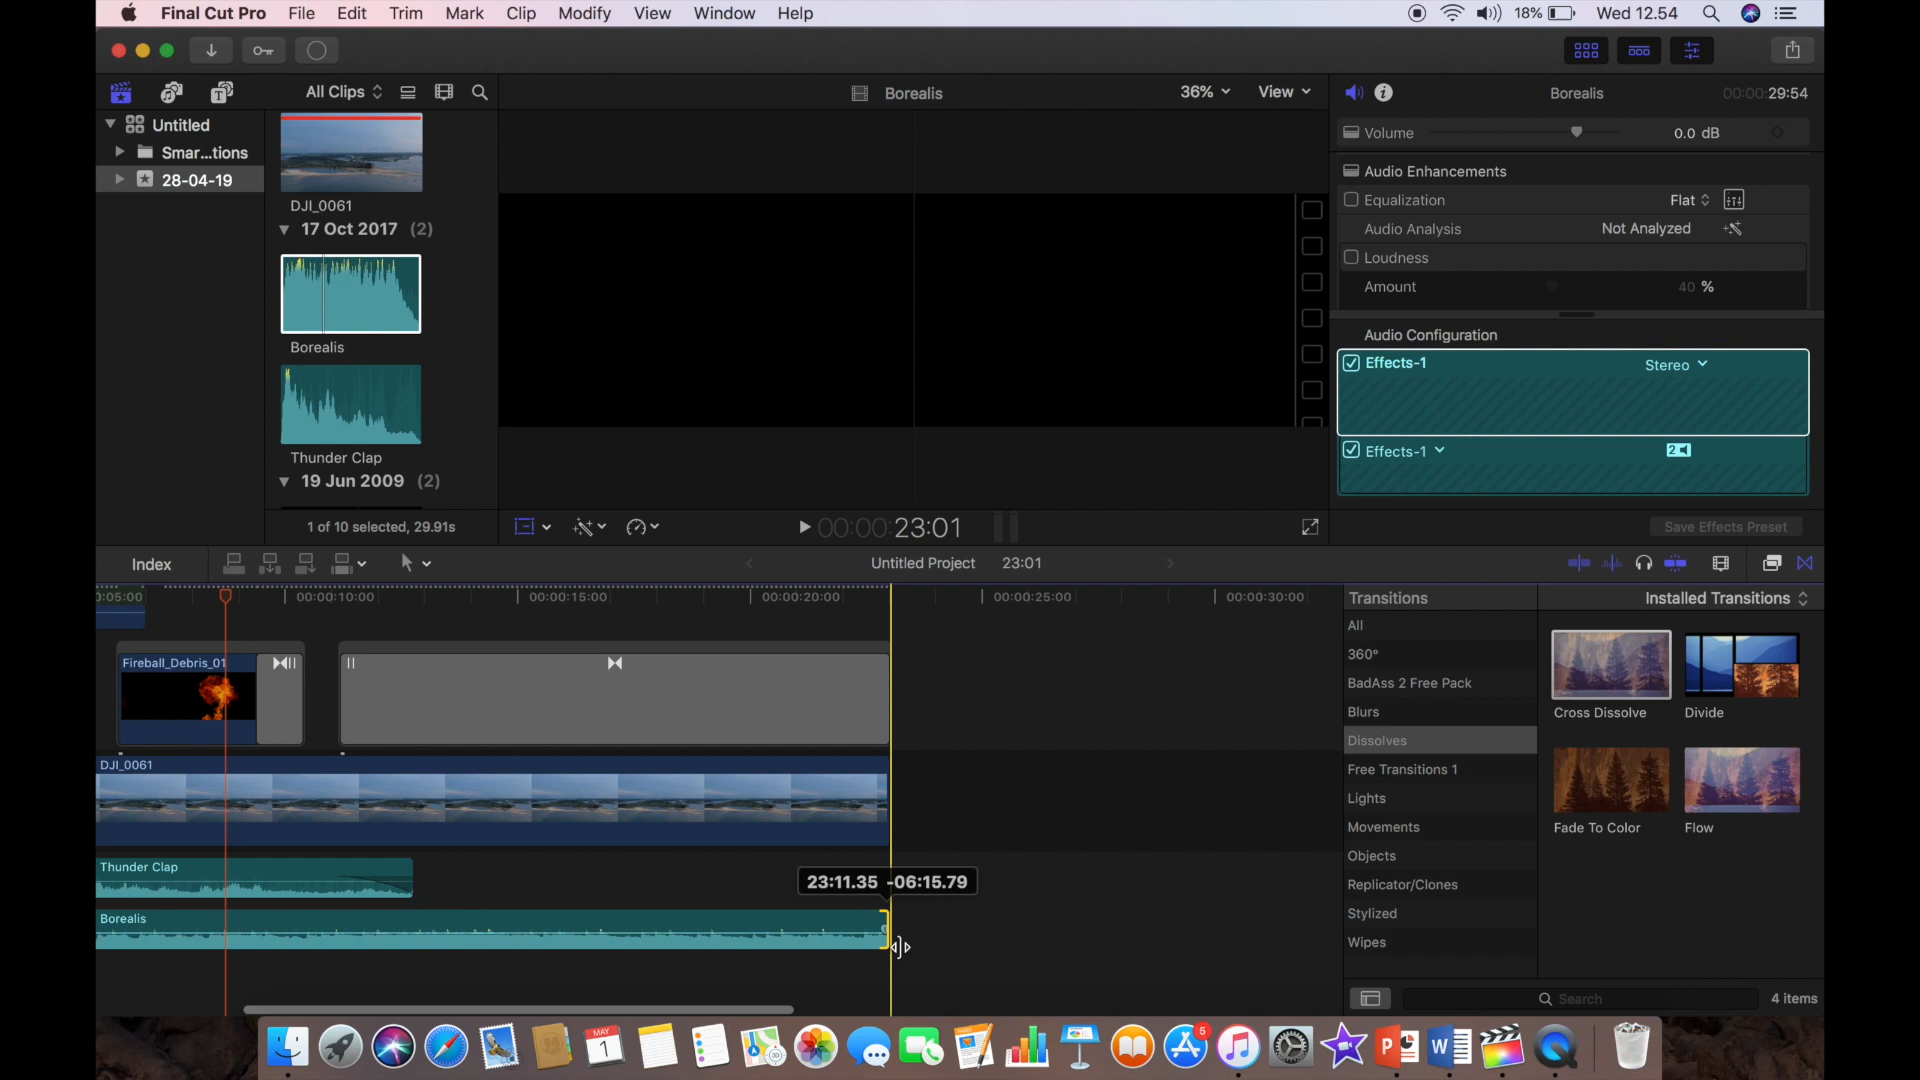 Final Cut Pro File Edit Trim Mark Clip Modify View Window Help 18% Wed 12.54
All Clips
Borealis
36%
View
Borealis
00:00:29:54
Untitled
Smar...tions
28-04-19
DJI_0061
17 Oct 2017 (2)
Borealis
Thunder Clap
19 Jun 2009 (2)
1 of 10 selected, 29.91s
00:00:00:23:01
Volume 0.0 dB
Audio Enhancements
Equalization Flat
Audio Analysis Not Analyzed
Loudness
Amount 40 %
Audio Configuration
Effects-1 Stereo
Effects-1 2
Save Effects Preset
Index
Untitled Project 23:01
0:05:00 00:00:10:00 00:00:15:00 00:00:20:00 00:00:25:00 00:00:30:00
Fireball_Debris_01
DJI_0061
Thunder Clap
23:11.35 -06:15.79
Borealis
Transitions
Installed Transitions
All
360°
BadAss 2 Free Pack
Blurs
Dissolves
Free Transitions 1
Lights
Movements
Objects
Replicator/Clones
Stylized
Wipes
Cross Dissolve
Divide
Fade To Color
Flow
Search
4 items
MAY
1
3D
5
P
W